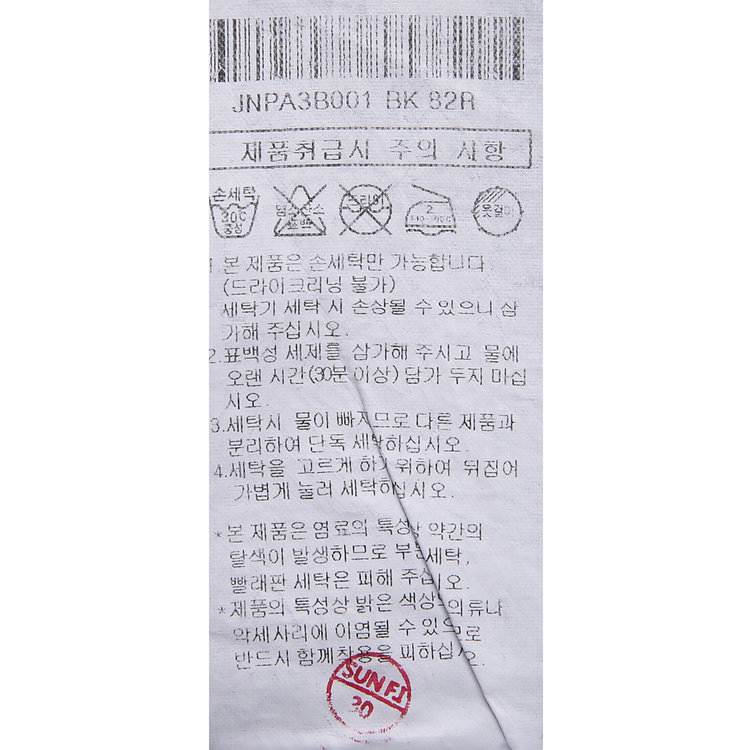 JNPA3B001 BK 82R
제품취급시 주의 사항
손세탁 30C 중성
염소산소 표백
드라이
2
옷걸이
1 본 제품은 손세탁만 가능합니다.
(드라이크리닝 불가)
세탁기 세탁 시 손상될 수 있으니 삼
가해 주십시오.
2.표백성 세제를 삼가해 주시고 물에
오랜 시간(30분 이상) 담가 두지 마십
시오.
3.세탁시 물이 빠지므로 다른 제품과
분리하여 단독 세탁하십시오.
4.세탁을 고르게 하기 위하여 뒤집어
가볍게 눌러 세탁하십시오.
*본 제품은 염료의 특성상 약간의
탈색이 발생하므로 부분세탁,
빨래판 세탁은 피해 주십시오.
*제품의 특성상 밝은 색상의 의류나
악세사리에 이염될 수 있으므로
반드시 함께착용을 피하십시오.
SUNFJ
30